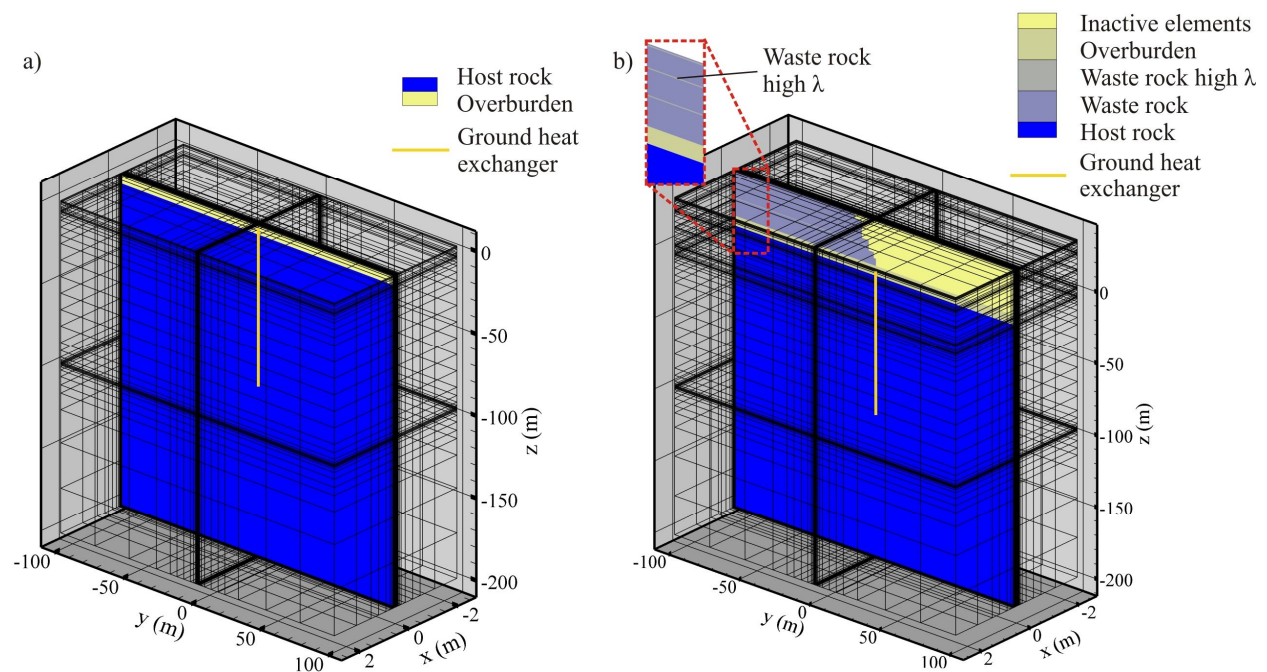 a)
Host rock
Overburden
Ground heat
exchanger
0
-50
-100
-150
-200
z (m)
-100
-50
0
50
100
y (m)
-2
0
2
x (m)
b)
Waste rock
high λ
Inactive elements
Overburden
Waste rock high λ
Waste rock
Host rock
Ground heat
exchanger
0
-50
-100
-150
-200
z (m)
-100
-50
0
50
100
y (m)
-2
0
2
x (m)